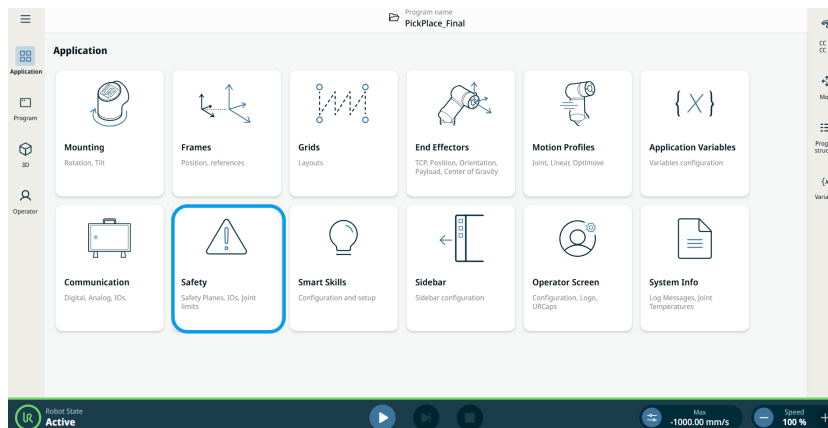 Program name
PickPlace_Final
Application
Application
Program
3D
Operator
Mounting
Rotation, Tilt
Frames
Position, references
Grids
Layouts
End Effectors
TCP, Position, Orientation,
Payload, Center of Gravity
Motion Profiles
Joint, Linear, Optimove
{X}
Application Variables
Variables configuration
Communication
Digital, Analog, IOs.
Safety
Safety Planes, IOs, Joint
limits
Smart Skills
Configuration and setup
Sidebar
Sidebar configuration
Operator Screen
Configuration, Logo,
URCaps
System Info
Log Messages, Joint
Temperatures
CC
CC
Robot State
Active
Max
-1000.00 mm/s
Speed
100 %